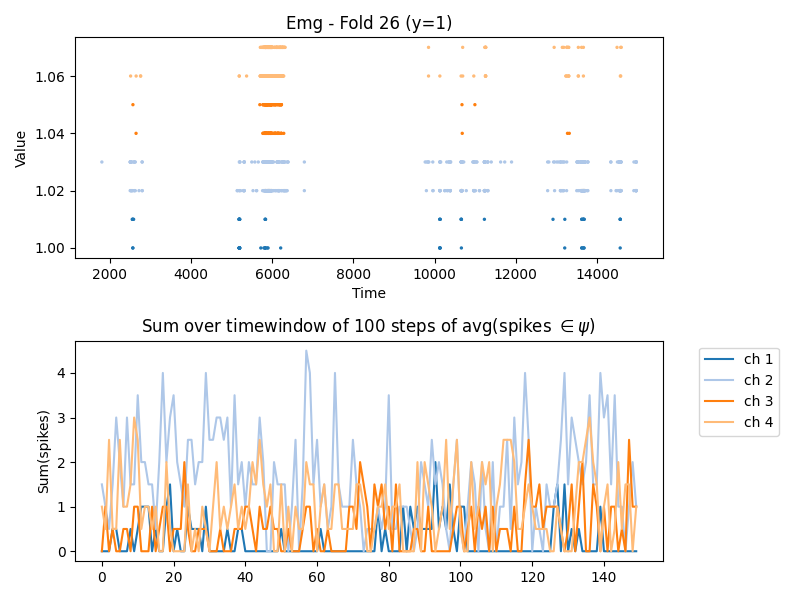 Emg - Fold 26 (y=1)
Value
1.06
1.04
1.02
1.00
2000 4000 6000 8000 10000 12000 14000
Time
Sum over timewindow of 100 steps of avg(spikes ∈ ψ)
Sum(spikes)
4
3
2
1
0
0 20 40 60 80 100 120 140
ch 1
ch 2
ch 3
ch 4